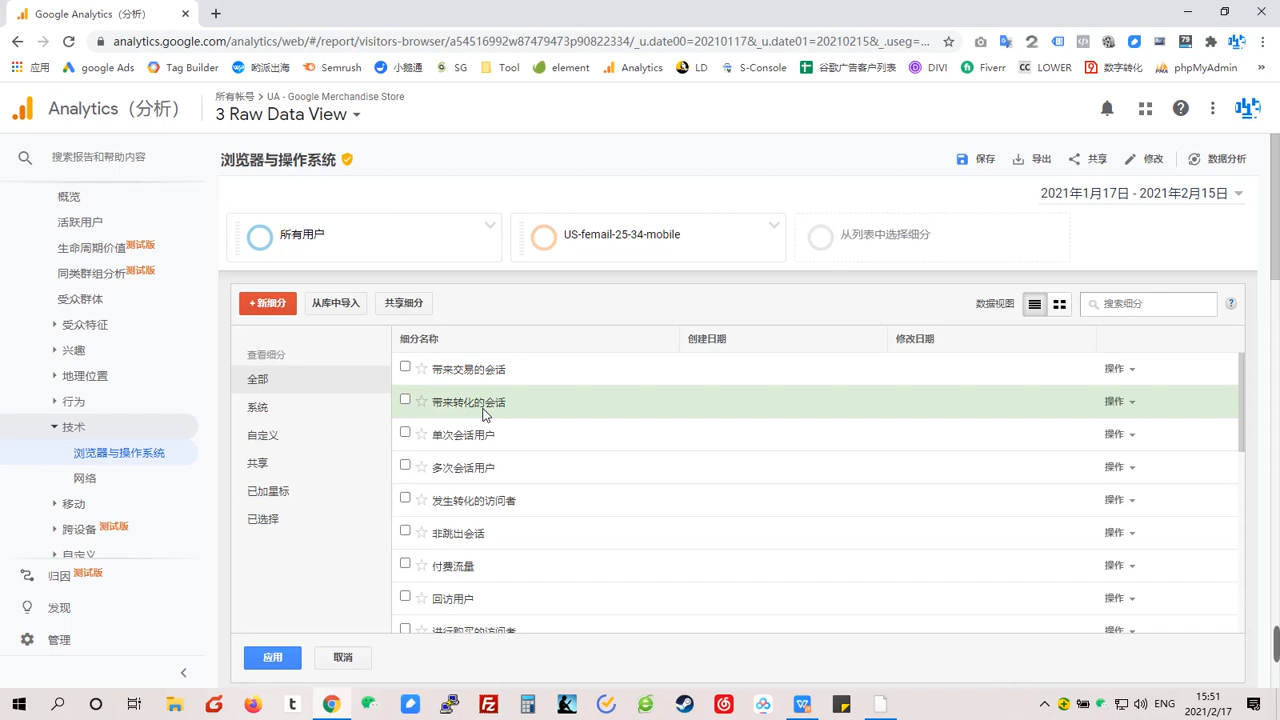 Google Analytics（分析）
analytics.google.com/analytics/web/#/report/visitors-browser/a54516992w87479473p90822334/_u.date00=20210117&_u.date01=20210215&_.useg=...
应用 google Ads Tag Builder 哟派出海 Semrush 小鹅通 SG Tool element Analytics LD S-Console 谷歌广告客户列表 DIVI Fiverr CC LOWER 数字转化 phpMyAdmin »
Analytics（分析）
所有帐号 > UA - Google Merchandise Store
3 Raw Data View
搜索报告和帮助内容
概览
活跃用户
生命周期价值测试版
同类群组分析测试版
受众群体
受众特征
兴趣
地理位置
行为
技术
浏览器与操作系统
网络
移动
跨设备 测试版
自定义
归因 测试版
发现
管理
浏览器与操作系统
保存 导出 共享 修改 数据分析
2021年1月17日 - 2021年2月15日
所有用户
US-femail-25-34-mobile
从列表中选择细分
+新细分 从库中导入 共享细分
数据视图
搜索细分
查看细分
全部
系统
自定义
共享
已加星标
已选择
细分名称 创建日期 修改日期
带来交易的会话 操作
带来转化的会话 操作
单次会话用户 操作
多次会话用户 操作
发生转化的访问者 操作
非跳出会话 操作
付费流量 操作
回访用户 操作
进行购买的访问者 操作
应用 取消
ENG
15:51
2021/2/17